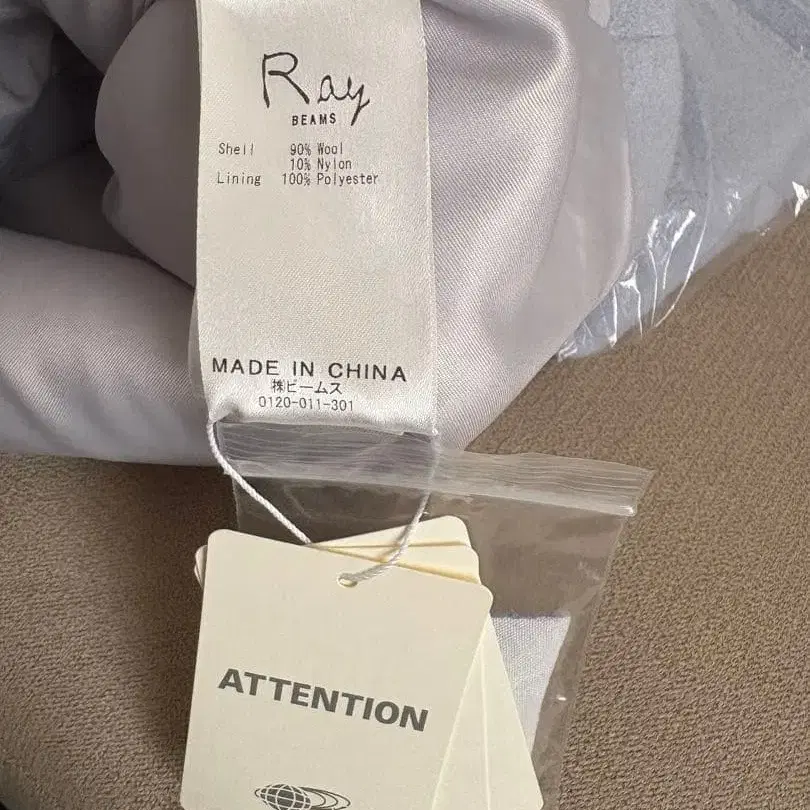 Ray
BEAMS
Shell 90% Wool
10% Nylon
Lining 100% Polyester
MADE IN CHINA
㈱ビームス
0120-011-301
ATTENTION